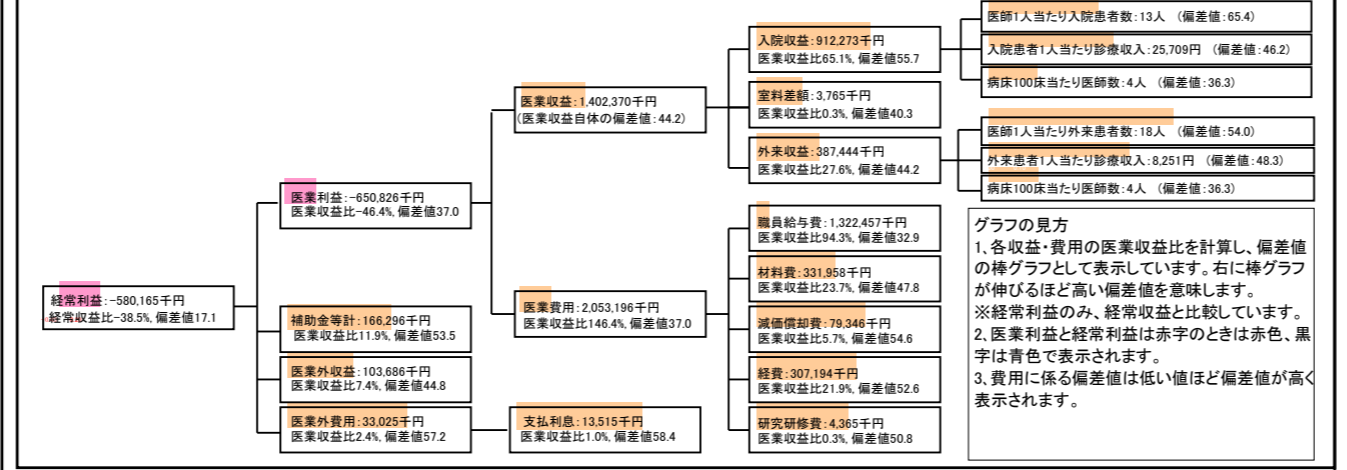 経常利益:-580,165千円
経常収益比-38.5%, 偏差値17.1
医業利益:-650,826千円
医業収益比-46.4%, 偏差値37.0
補助金等計:166,296千円
医業収益比11.9%, 偏差値53.5
医業外収益:103,686千円
医業収益比7.4%, 偏差値44.8
医業外費用:33,025千円
医業収益比2.4%, 偏差値57.2
医業収益:1,402,370千円
(医業収益自体の偏差値:44.2)
医業費用:2,053,196千円
医業収益比146.4%, 偏差値37.0
支払利息:13,515千円
医業収益比1.0%, 偏差値58.4
入院収益:912,273千円
医業収益比65.1%, 偏差値55.7
室料差額:3,765千円
医業収益比0.3%, 偏差値40.3
外来収益:387,444千円
医業収益比27.6%, 偏差値44.2
職員給与費:1,322,457千円
医業収益比94.3%, 偏差値32.9
材料費:331,958千円
医業収益比23.7%, 偏差値47.8
減価償却費:79,346千円
医業収益比5.7%, 偏差値54.6
経費:307,194千円
医業収益比21.9%, 偏差値52.6
研究研修費:4,365千円
医業収益比0.3%, 偏差値50.8
医師1人当たり入院患者数:13人 (偏差値:65.4)
入院患者1人当たり診療収入:25,709円 (偏差値:46.2)
病床100床当たり医師数:4人 (偏差値:36.3)
医師1人当たり外来患者数:18人 (偏差値:54.0)
外来患者1人当たり診療収入:8,251円 (偏差値:48.3)
病床100床当たり医師数:4人 (偏差値:36.3)
グラフの見方
1、各収益・費用の医業収益比を計算し、偏差値
の棒グラフとして表示しています。右に棒グラフ
が伸びるほど高い偏差値を意味します。
※経常利益のみ、経常収益と比較しています。
2、医業利益と経常利益は赤字のときは赤色、黒
字は青色で表示されます。
3、費用に係る偏差値は低い値ほど偏差値が高く
表示されます。